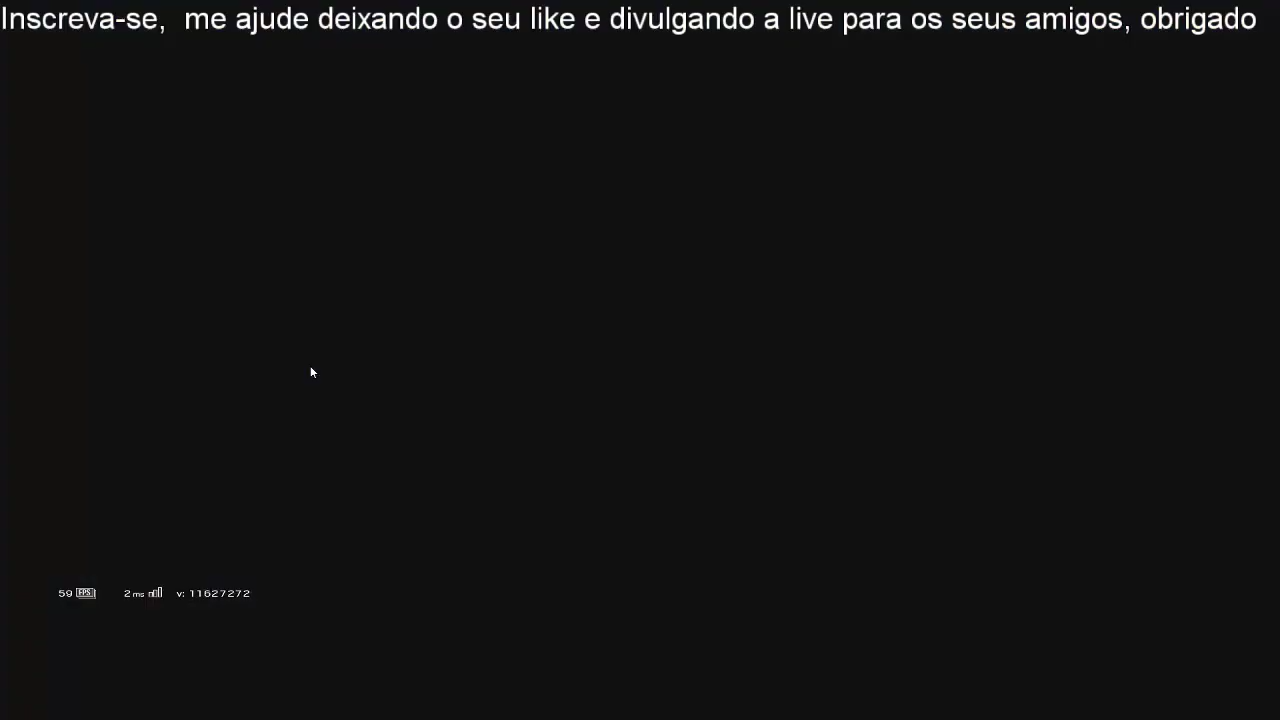 Inscreva-se,  me ajude deixando o seu like e divulgando a live para os seus amigos, obrigado
59 FPS 2 ms v: 11627272